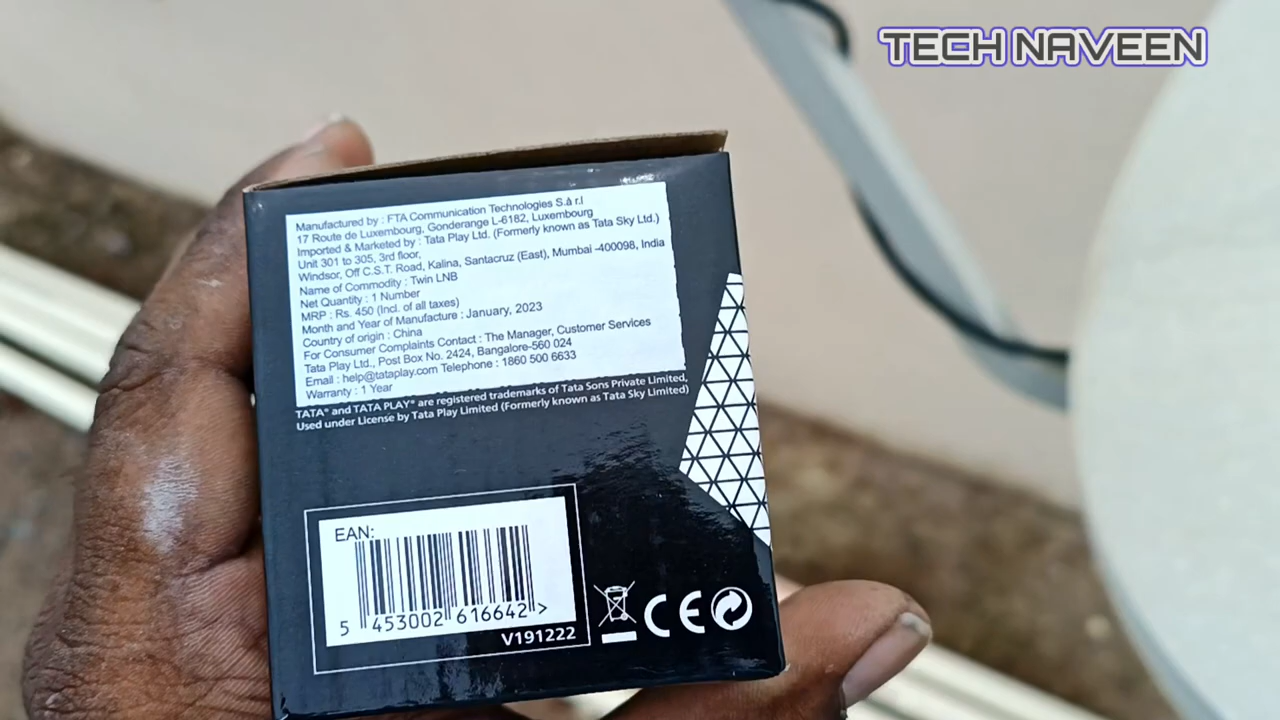 TECH NAVEEN
Manufactured by : FTA Communication Technologies S.à r.l
17 Route de Luxembourg, Gonderange L-6182, Luxembourg
Imported & Marketed by : Tata Play Ltd. (Formerly known as Tata Sky Ltd.)
Unit 301 to 305, 3rd floor,
Windsor, Off C.S.T. Road, Kalina, Santacruz (East), Mumbai -400098, India
Name of Commodity : Twin LNB
Net Quantity : 1 Number
MRP : Rs. 450 (Incl. of all taxes)
Month and Year of Manufacture : January, 2023
Country of origin : China
For Consumer Complaints Contact : The Manager, Customer Services
Tata Play Ltd., Post Box No. 2424, Bangalore-560 024
Email : help@tataplay.com Telephone : 1860 500 6633
Warranty : 1 Year
TATA® and TATA PLAY® are registered trademarks of Tata Sons Private Limited,
Used under License by Tata Play Limited (Formerly known as Tata Sky Limited)
EAN:
5 453002 616642 >
V191222
CE